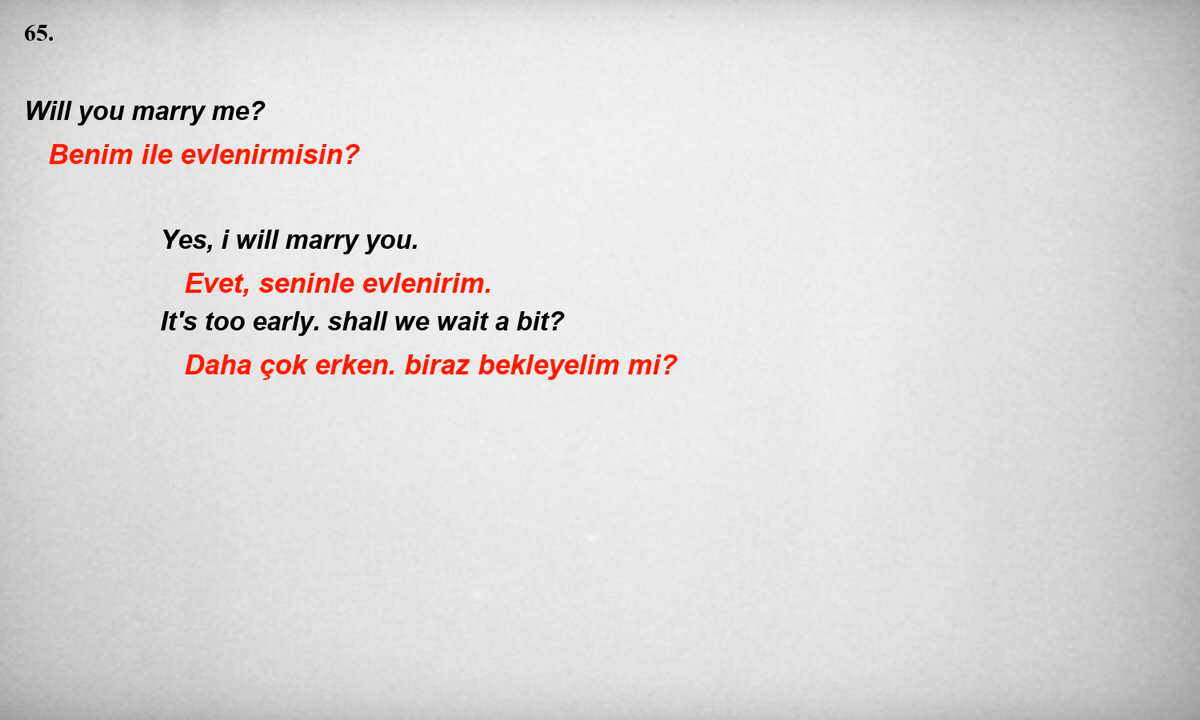 65.
Will you marry me?
Benim ile evlenirmisin?
Yes, i will marry you.
Evet, seninle evlenirim.
It's too early. shall we wait a bit?
Daha çok erken. biraz bekleyelim mi?